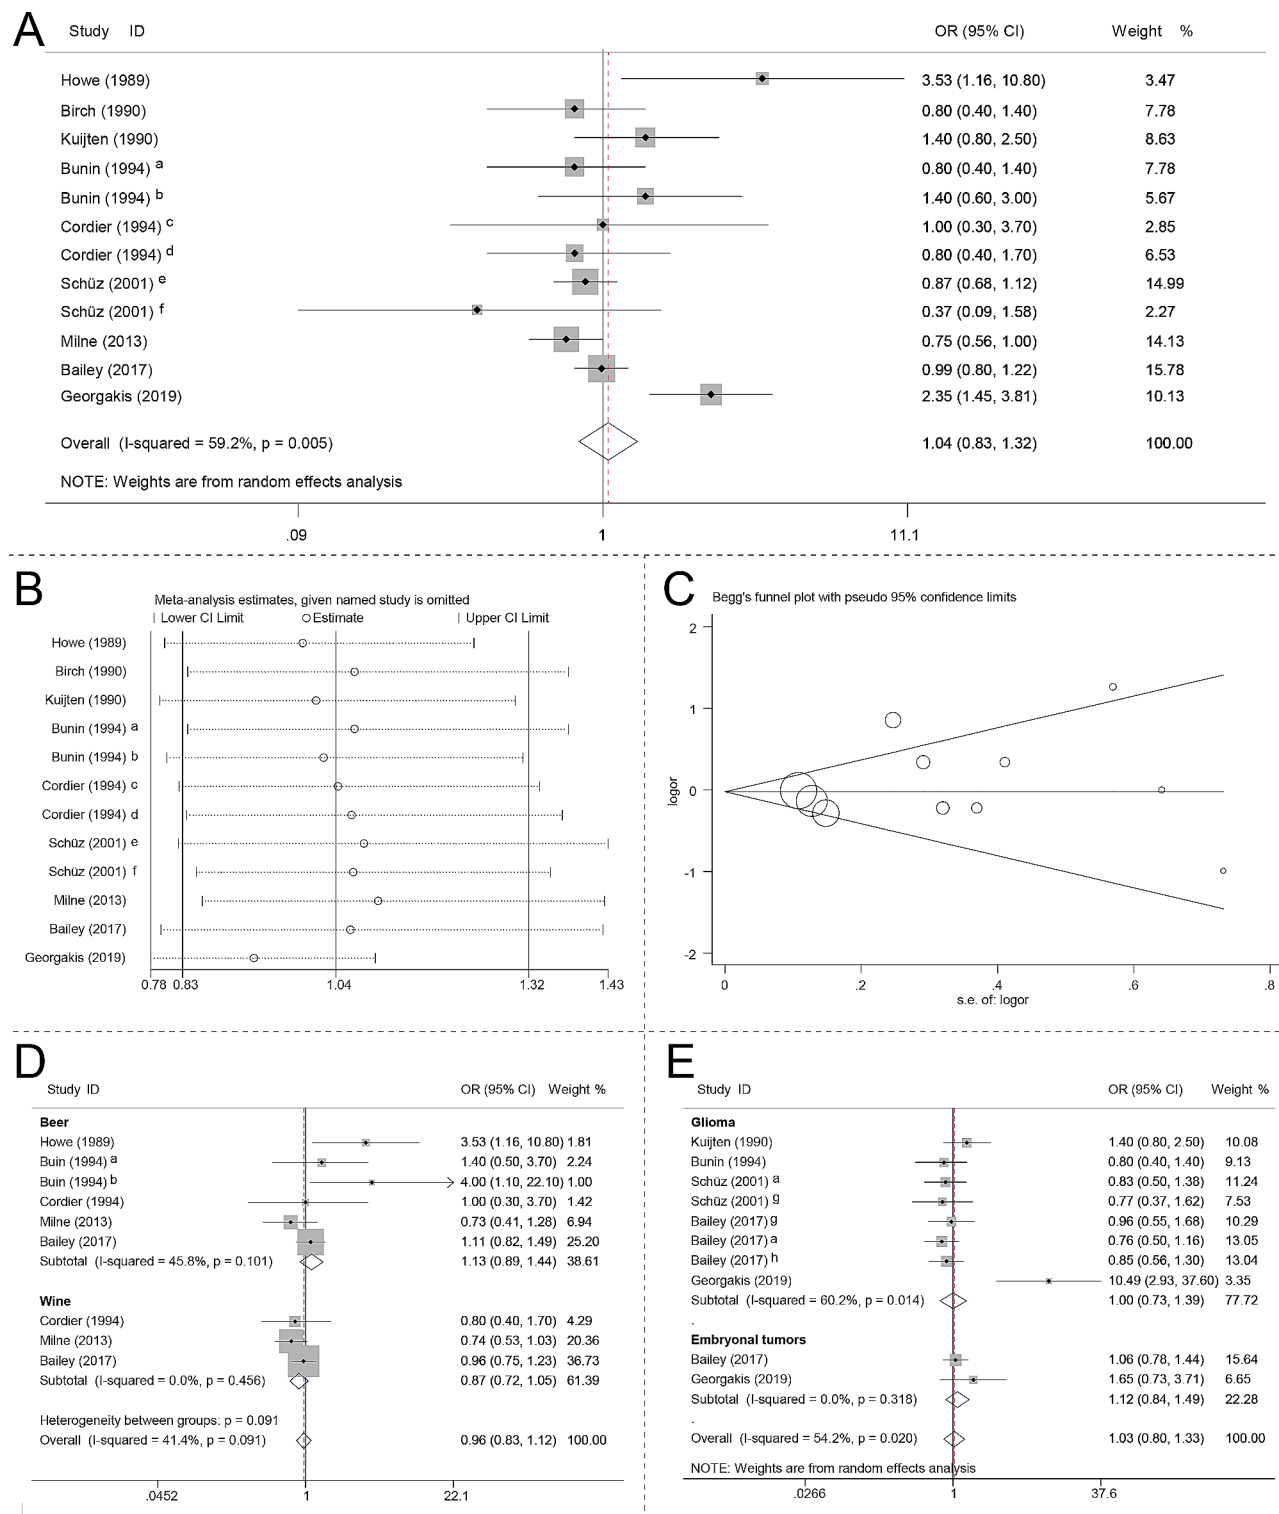 A
Study ID OR (95% CI) Weight %
Howe (1989) 3.53 (1.16, 10.80) 3.47
Birch (1990) 0.80 (0.40, 1.40) 7.78
Kuijten (1990) 1.40 (0.80, 2.50) 8.63
Bunin (1994) a 0.80 (0.40, 1.40) 7.78
Bunin (1994) b 1.40 (0.60, 3.00) 5.67
Cordier (1994) c 1.00 (0.30, 3.70) 2.85
Cordier (1994) d 0.80 (0.40, 1.70) 6.53
Schüz (2001) e 0.87 (0.68, 1.12) 14.99
Schüz (2001) f 0.37 (0.09, 1.58) 2.27
Milne (2013) 0.75 (0.56, 1.00) 14.13
Bailey (2017) 0.99 (0.80, 1.22) 15.78
Georgakis (2019) 2.35 (1.45, 3.81) 10.13
Overall (I-squared = 59.2%, p = 0.005) 1.04 (0.83, 1.32) 100.00
NOTE: Weights are from random effects analysis
.09 1 11.1
B
Meta-analysis estimates, given named study is omitted
Lower CI Limit Estimate Upper CI Limit
Howe (1989)
Birch (1990)
Kuijten (1990)
Bunin (1994) a
Bunin (1994) b
Cordier (1994) c
Cordier (1994) d
Schüz (2001) e
Schüz (2001) f
Milne (2013)
Bailey (2017)
Georgakis (2019)
0.78 0.83 1.04 1.32 1.43
C
Begg's funnel plot with pseudo 95% confidence limits
logor
2
1
0
-1
-2
0 .2 .4 .6 .8
s.e. of: logor
D
Study ID OR (95% CI) Weight %
Beer
Howe (1989) 3.53 (1.16, 10.80) 1.81
Buin (1994) a 1.40 (0.50, 3.70) 2.24
Buin (1994) b 4.00 (1.10, 22.10) 1.00
Cordier (1994) 1.00 (0.30, 3.70) 1.42
Milne (2013) 0.73 (0.41, 1.28) 6.94
Bailey (2017) 1.11 (0.82, 1.49) 25.20
Subtotal (I-squared = 45.8%, p = 0.101) 1.13 (0.89, 1.44) 38.61
Wine
Cordier (1994) 0.80 (0.40, 1.70) 4.29
Milne (2013) 0.74 (0.53, 1.03) 20.36
Bailey (2017) 0.96 (0.75, 1.23) 36.73
Subtotal (I-squared = 0.0%, p = 0.456) 0.87 (0.72, 1.05) 61.39
Heterogeneity between groups: p = 0.091
Overall (I-squared = 41.4%, p = 0.091) 0.96 (0.83, 1.12) 100.00
.0452 1 22.1
E
Study ID OR (95% CI) Weight %
Glioma
Kuijten (1990) 1.40 (0.80, 2.50) 10.08
Bunin (1994) 0.80 (0.40, 1.40) 9.13
Schüz (2001) a 0.83 (0.50, 1.38) 11.24
Schüz (2001) g 0.77 (0.37, 1.62) 7.53
Bailey (2017) g 0.96 (0.55, 1.68) 10.29
Bailey (2017) a 0.76 (0.50, 1.16) 13.05
Bailey (2017) h 0.85 (0.56, 1.30) 13.04
Georgakis (2019) 10.49 (2.93, 37.60) 3.35
Subtotal (I-squared = 60.2%, p = 0.014) 1.00 (0.73, 1.39) 77.72
.
Embryonal tumors
Bailey (2017) 1.06 (0.78, 1.44) 15.64
Georgakis (2019) 1.65 (0.73, 3.71) 6.65
Subtotal (I-squared = 0.0%, p = 0.318) 1.12 (0.84, 1.49) 22.28
.
Overall (I-squared = 54.2%, p = 0.020) 1.03 (0.80, 1.33) 100.00
NOTE: Weights are from random effects analysis
.0266 1 37.6